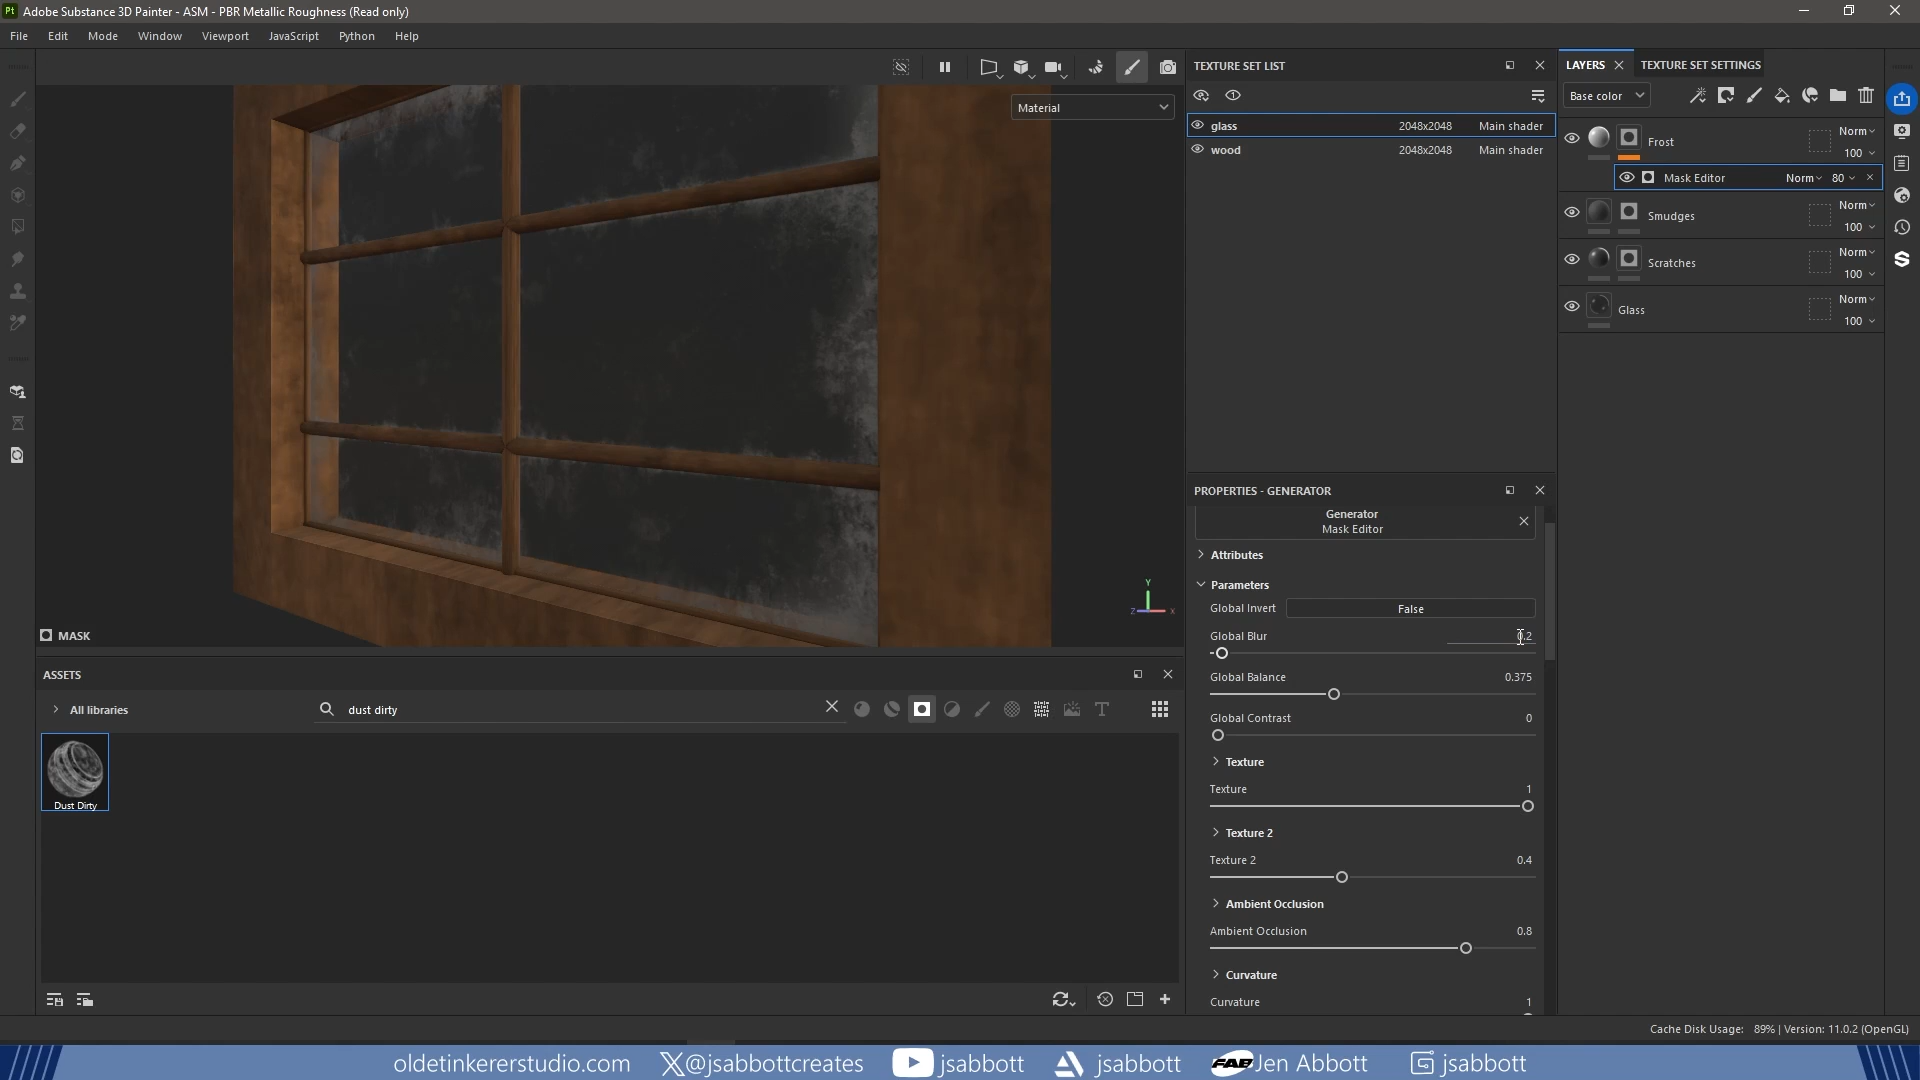 Pt Adobe Substance 3D Painter - ASM - PBR Metallic Roughness (Read only)
File Edit Mode Window Viewport JavaScript Python Help
Material
MASK
ASSETS
All libraries
dust dirty
Dust Dirty
TEXTURE SET LIST
glass 2048x2048 Main shader
wood 2048x2048 Main shader
PROPERTIES - GENERATOR
Generator
Mask Editor
Attributes
Parameters
Global Invert False
Global Blur 0.2
Global Balance 0.375
Global Contrast 0
Texture
Texture 1
Texture 2
Texture 2 0.4
Ambient Occlusion
Ambient Occlusion 0.8
Curvature
Curvature 1
LAYERS TEXTURE SET SETTINGS
Base color
Frost Norm 100
Mask Editor Norm 80
Smudges Norm 100
Scratches Norm 100
Glass Norm 100
Y
Z X
Cache Disk Usage: 89% | Version: 11.0.2 (OpenGL)
oldetinkererstudio.com @jsabbottcreates jsabbott jsabbott FAB Jen Abbott jsabbott